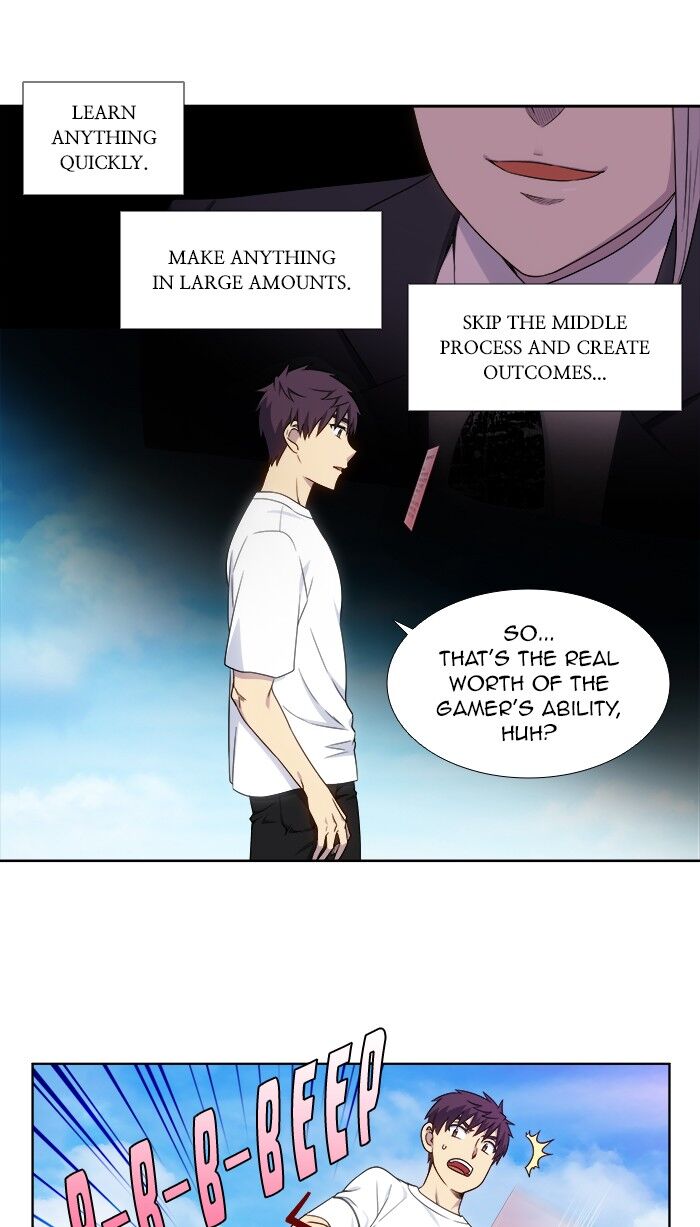 LEARN
ANYTHING
QUICKLY.
MAKE ANYTHING
IN LARGE AMOUNTS.
SKIP THE MIDDLE
PROCESS AND CREATE
OUTCOMES...
SO...
THAT'S THE REAL
WORTH OF THE
GAMER'S ABILITY,
HUH?
B-B-B-BEEP